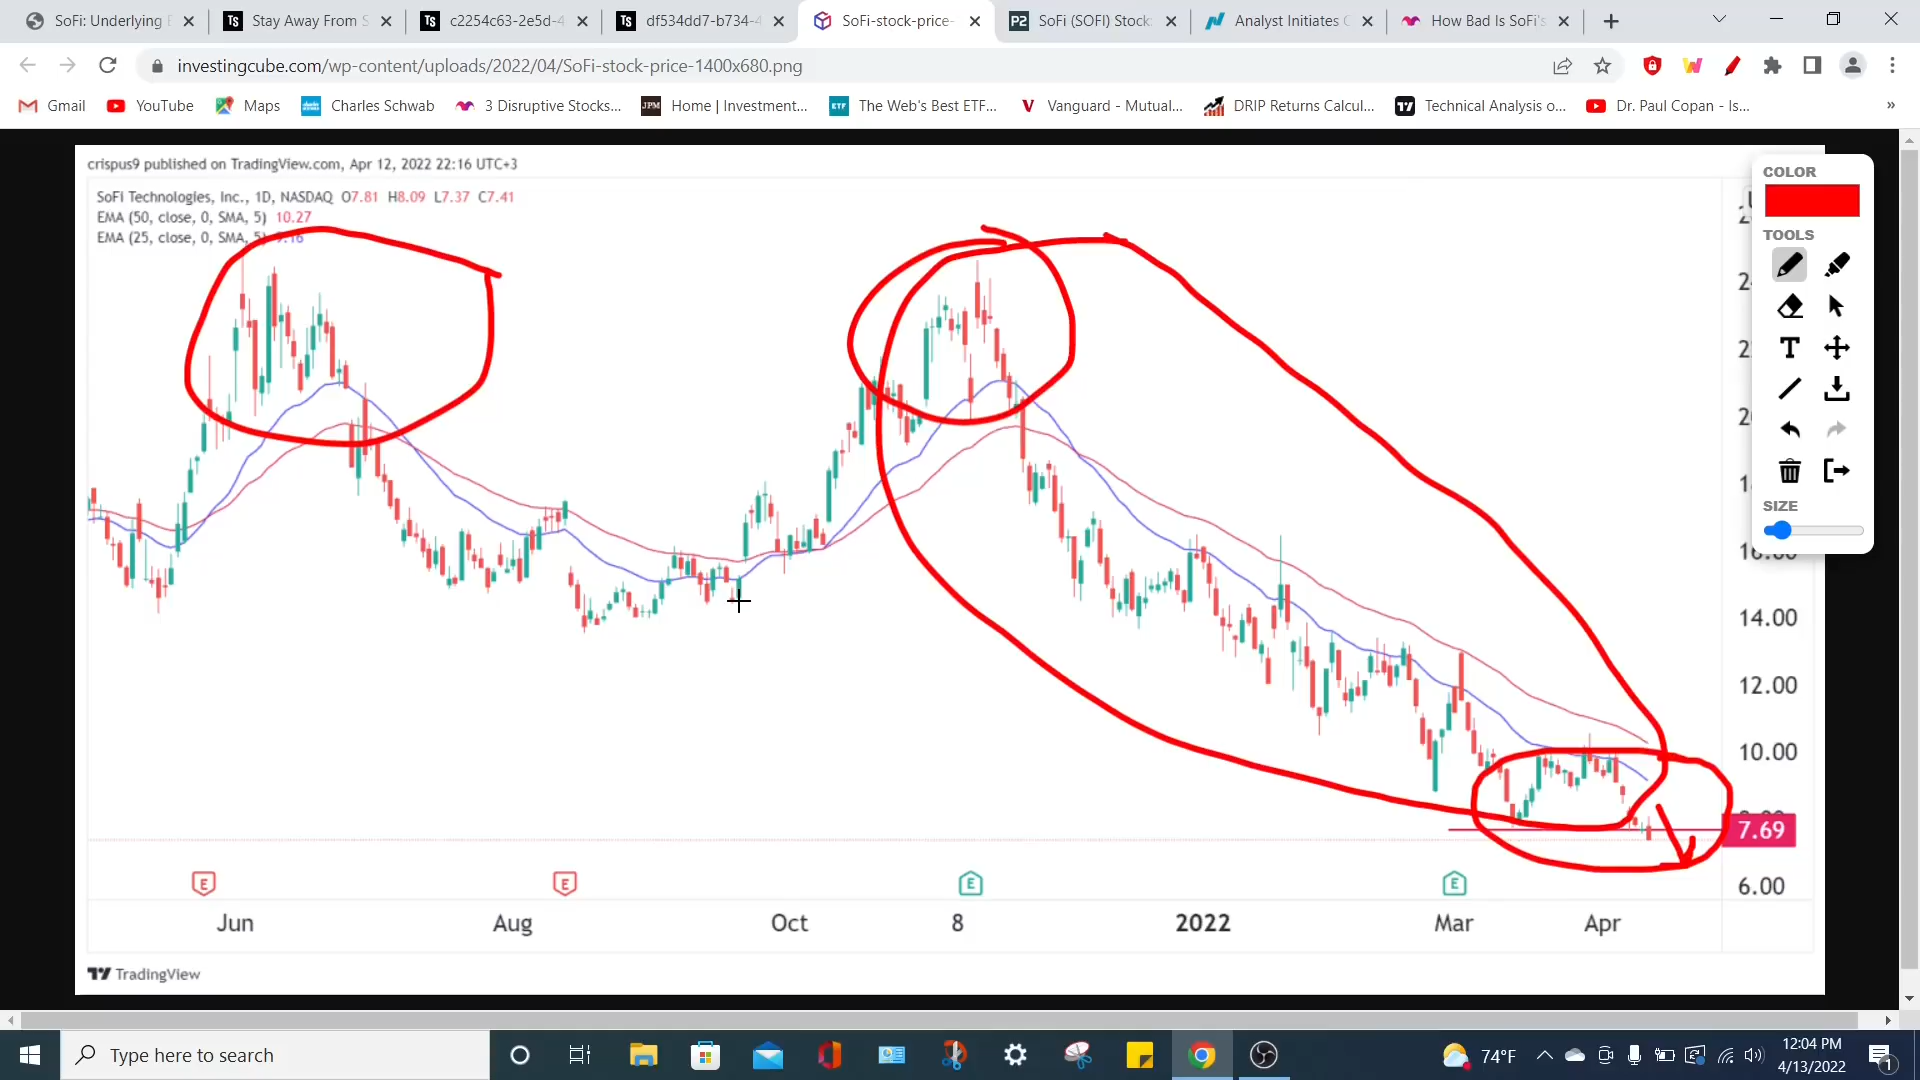 SoFi: Underlying
Stay Away From S
c2254c63-2e5d-4
df534dd7-b734-4
SoFi-stock-price-
SoFi (SOFI) Stock
Analyst Initiates C
How Bad Is SoFi's
investingcube.com/wp-content/uploads/2022/04/SoFi-stock-price-1400x680.png
Gmail
YouTube
Maps
Charles Schwab
3 Disruptive Stocks...
Home | Investment...
The Web's Best ETF...
Vanguard - Mutual...
DRIP Returns Calcul...
Technical Analysis o...
Dr. Paul Copan - Is...
crispus9 published on TradingView.com, Apr 12, 2022 22:16 UTC+3
SoFi Technologies, Inc., 1D, NASDAQ O7.81 H8.09 L7.37 C7.41
EMA (50, close, 0, SMA, 5) 10.27
EMA (25, close, 0, SMA, 5)
COLOR
TOOLS
SIZE
14.00
12.00
10.00
7.69
6.00
E
E
E
E
Jun
Aug
Oct
8
2022
Mar
Apr
TradingView
Type here to search
74°F
12:04 PM
4/13/2022
1